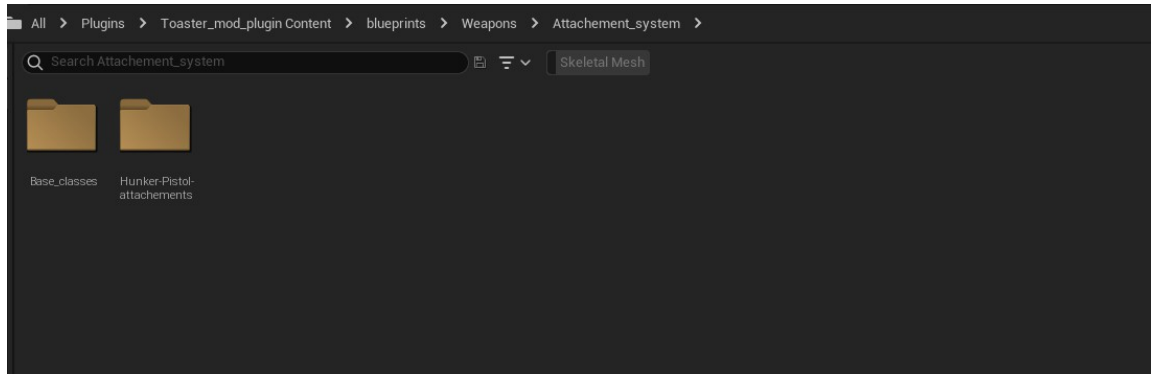 All > Plugins > Toaster_mod_plugin Content > blueprints > Weapons > Attachement_system >
Search Attachement_system
Skeletal Mesh
Base_classes
Hunker-Pistol-
attachements